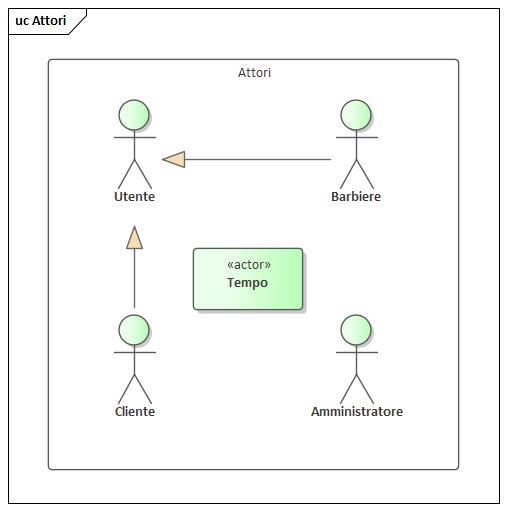 uc Attori
Attori
Utente
Barbiere
«actor»
Tempo
Cliente
Amministratore